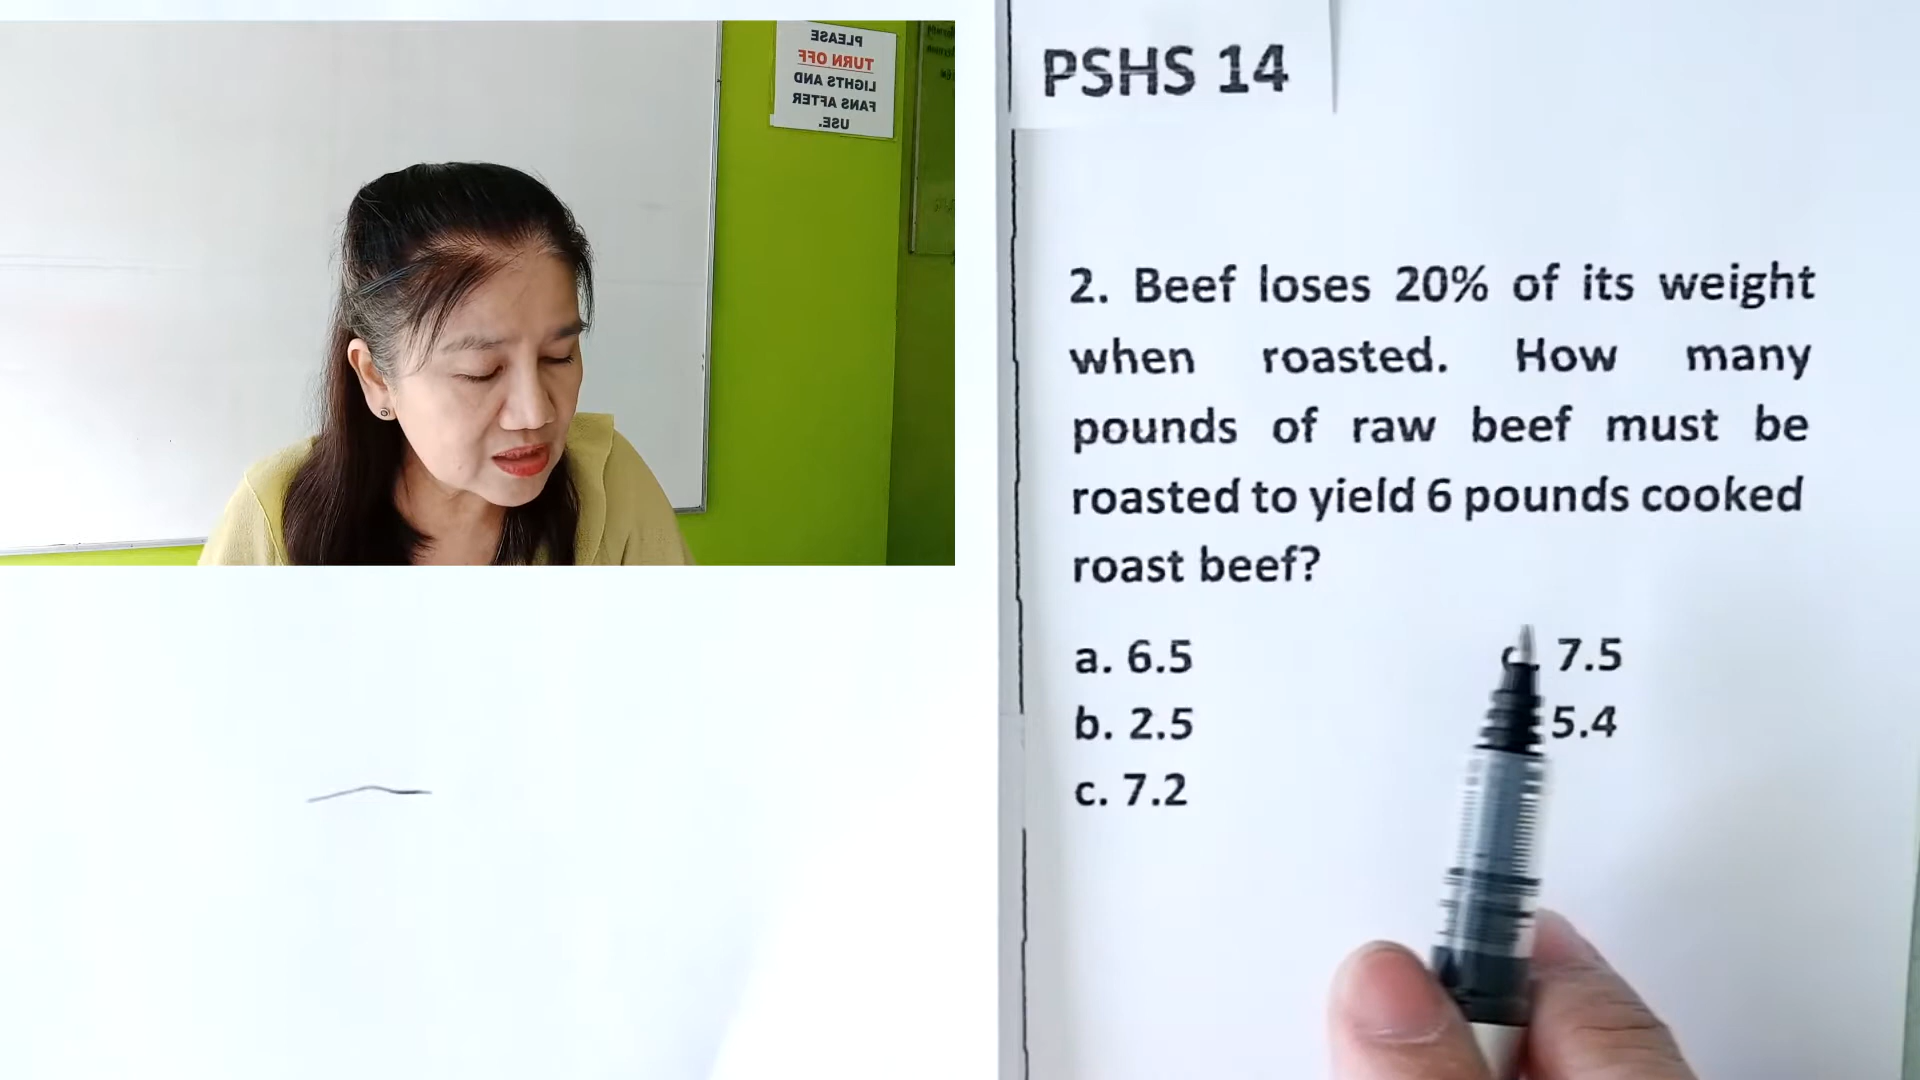 PLEASE
TURN OFF
LIGHTS AND
FANS AFTER
USE.
PSHS 14
2. Beef loses 20% of its weight
when roasted. How many
pounds of raw beef must be
roasted to yield 6 pounds cooked
roast beef?
a. 6.5
7.5
b. 2.5
5.4
c. 7.2